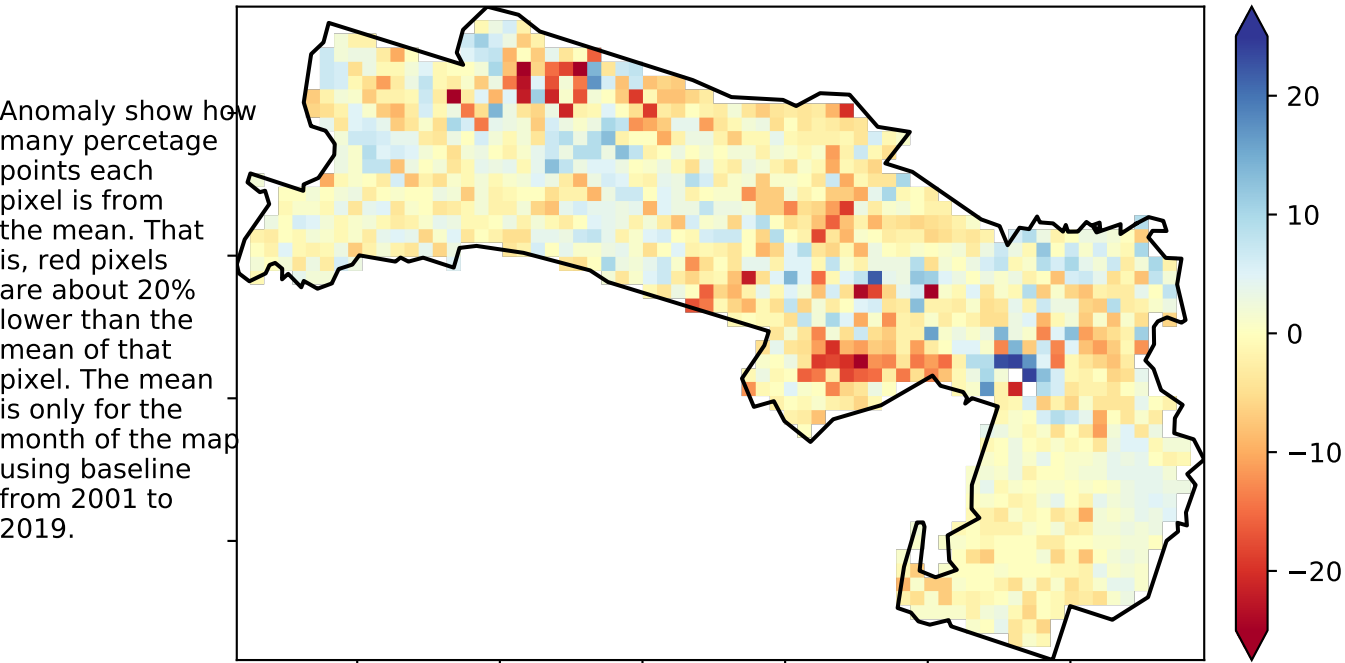 Anomaly show how
many percetage
points each
pixel is from
the mean. That
is, red pixels
are about 20%
lower than the
mean of that
pixel. The mean
is only for the
month of the map
using baseline
from 2001 to
2019.
20
10
0
−10
−20